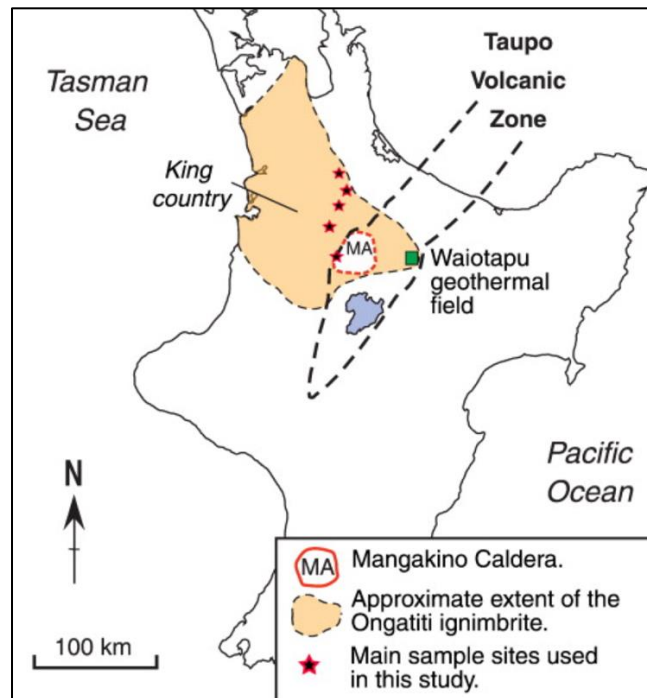 Tasman
Sea
Taupo
Volcanic
Zone
King
country
MA
Waiotapu
geothermal
field
Pacific
Ocean
N
100 km
MA
Mangakino Caldera.
Approximate extent of the
Ongatiti ignimbrite.
Main sample sites used
in this study.